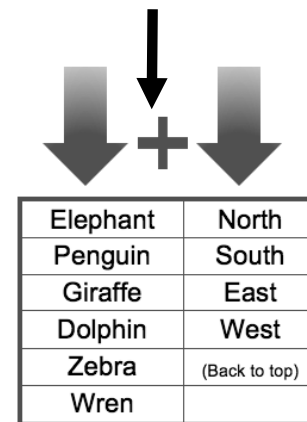 Elephant North
Penguin South
Giraffe East
Dolphin West
Zebra (Back to top)
Wren